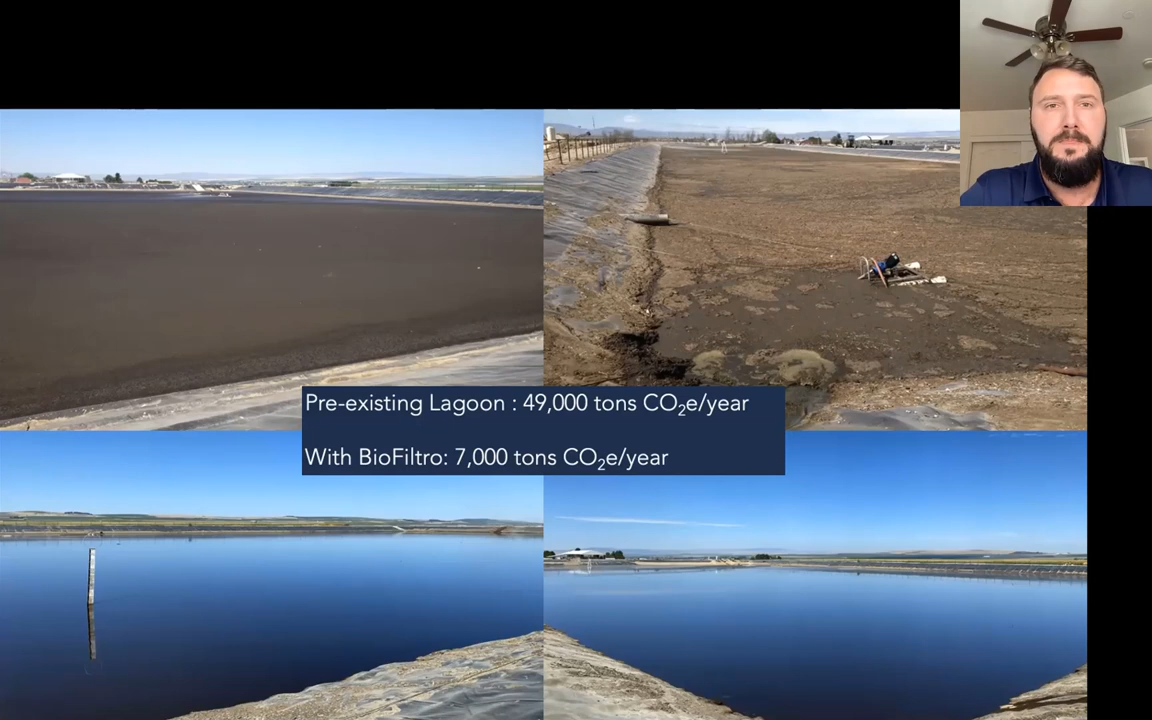 Pre-existing Lagoon : 49,000 tons CO₂e/year
With BioFiltro: 7,000 tons CO₂e/year